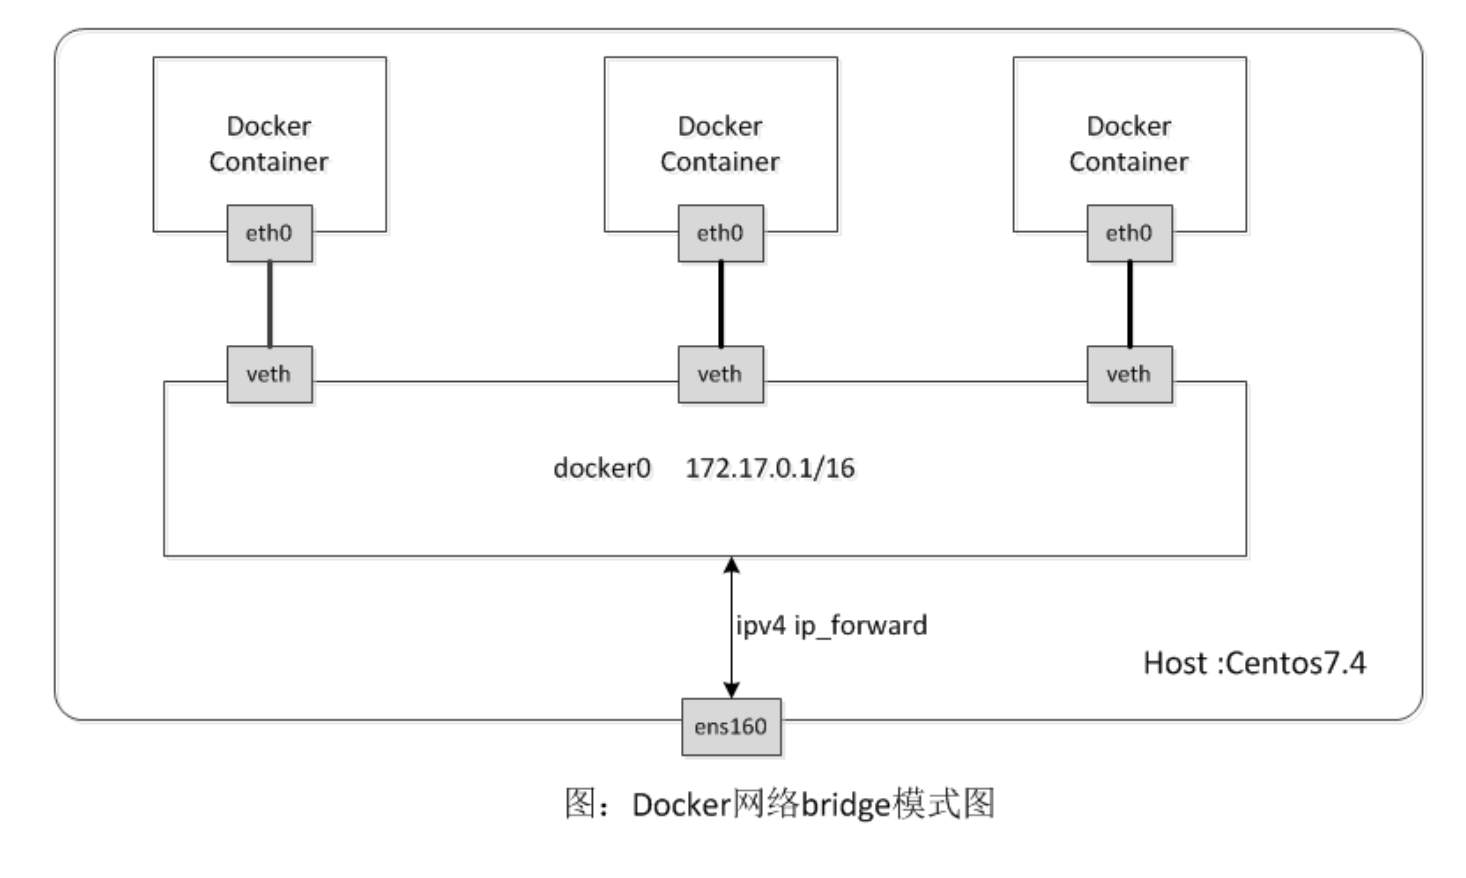 Docker
Container
Docker
Container
Docker
Container
eth0
eth0
eth0
veth
veth
veth
docker0 172.17.0.1/16
ipv4 ip_forward
Host :Centos7.4
ens160
图：Docker网络bridge模式图